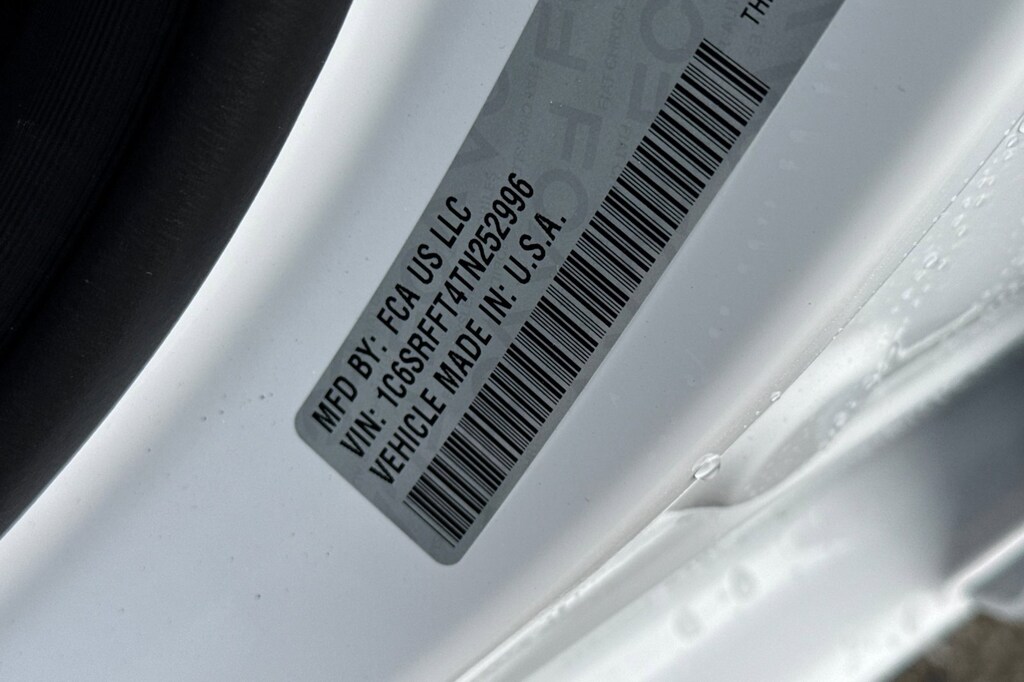 MFD BY: FCA US LLC
VIN: 1C6SRFFT4TN252996
VEHICLE MADE IN: U.S.A.